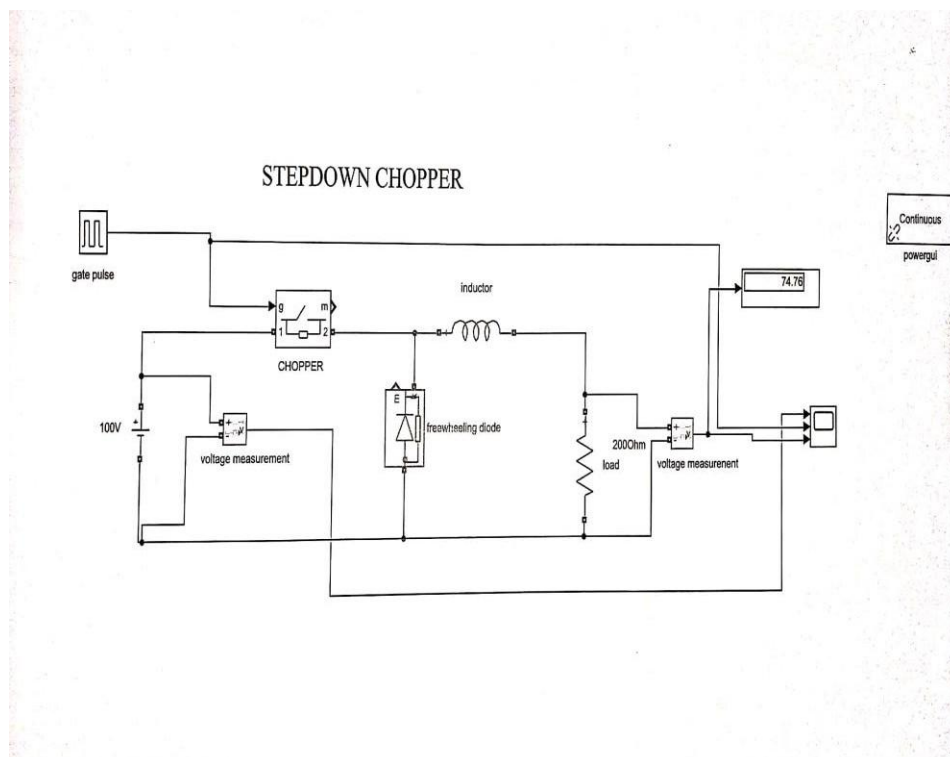 STEPDOWN CHOPPER
Continuous
powergui
gate pulse
74.76
inductor
g
m
1
2
CHOPPER
E
100V
+
-
voltage measurement
freewheeling diode
200Ohm
load
+
-
voltage measurenent